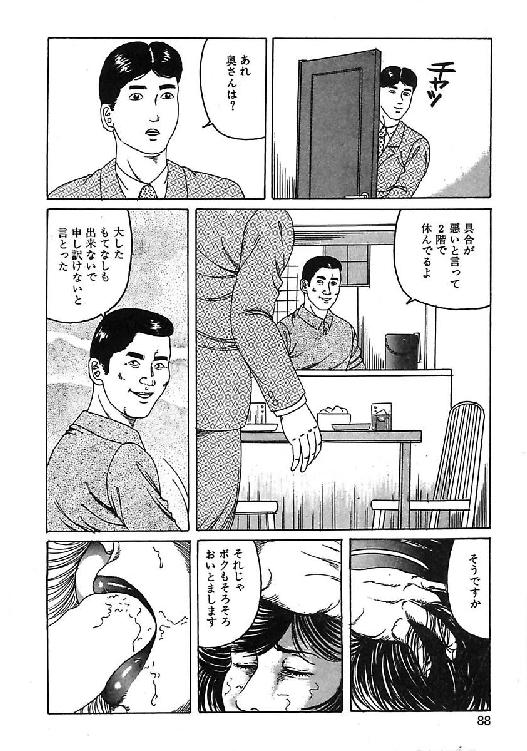 チャッ
あれ
奥さんは？
具合が
悪いと言って
2階で
休んでるよ
大した
もてなしも
出来ないで
申し訳けないと
言とった
そうですか
それじゃ
ボクもそろそろ
おいとまします
88